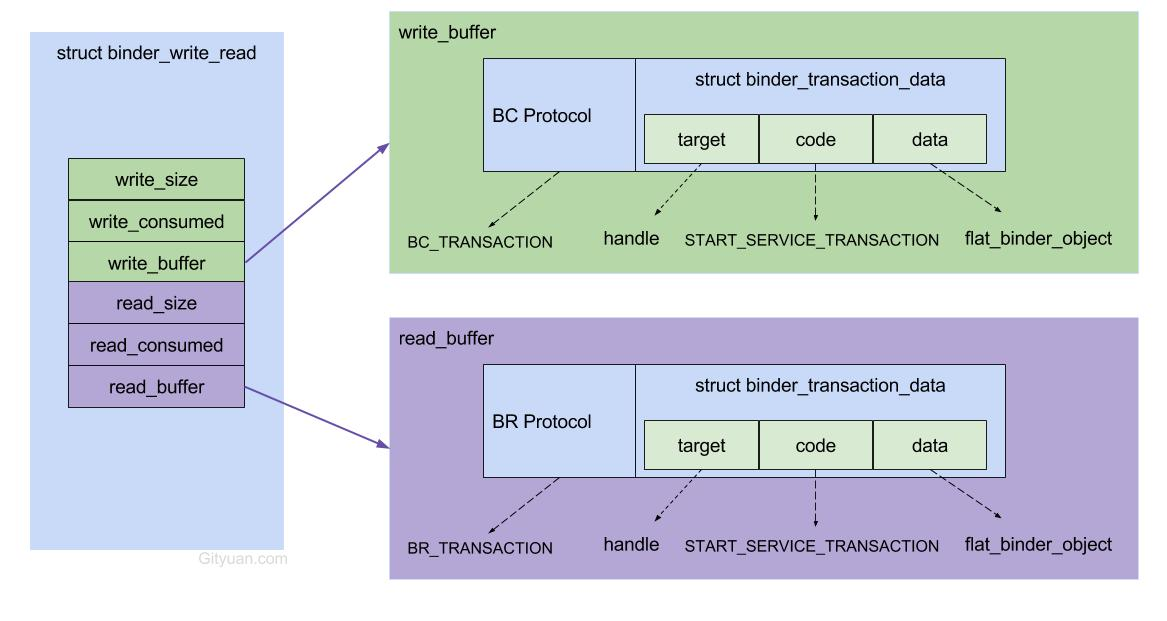 struct binder_write_read
write_size
write_consumed
write_buffer
read_size
read_consumed
read_buffer
Gityuan.com
write_buffer
BC Protocol
struct binder_transaction_data
target code data
BC_TRANSACTION handle START_SERVICE_TRANSACTION flat_binder_object
read_buffer
BR Protocol
struct binder_transaction_data
target code data
BR_TRANSACTION handle START_SERVICE_TRANSACTION flat_binder_object